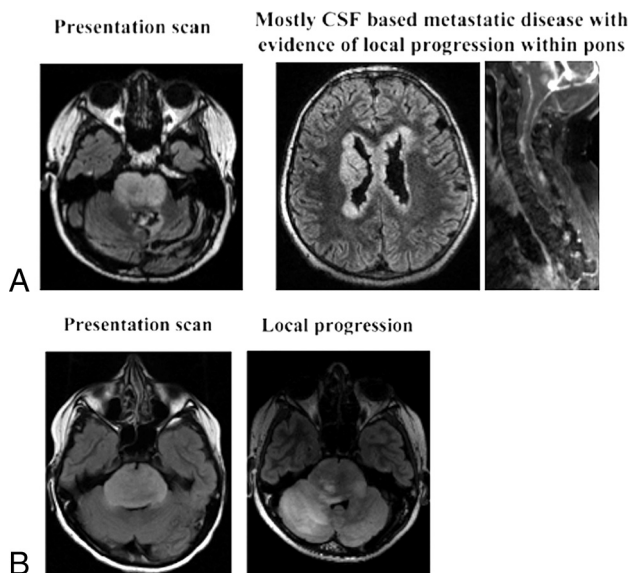 Presentation scan
Mostly CSF based metastatic disease with
evidence of local progression within pons
A
Presentation scan
Local progression
B